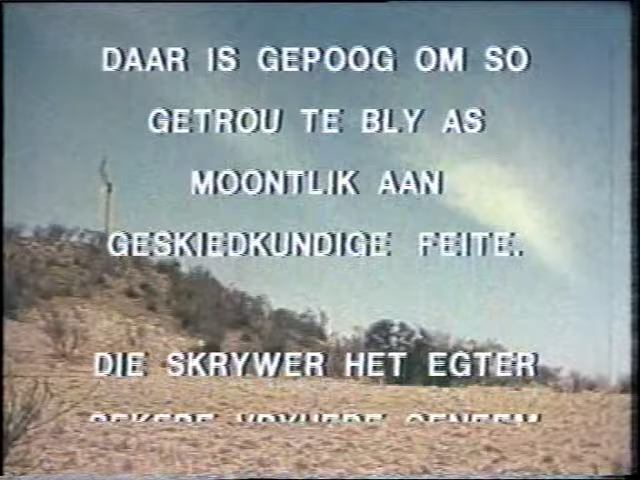 DAAR IS GEPOOG OM SO
GETROU TE BLY AS
MOONTLIK AAN
GESKIEDKUNDIGE FEITE.
DIE SKRYWER HET EGTER